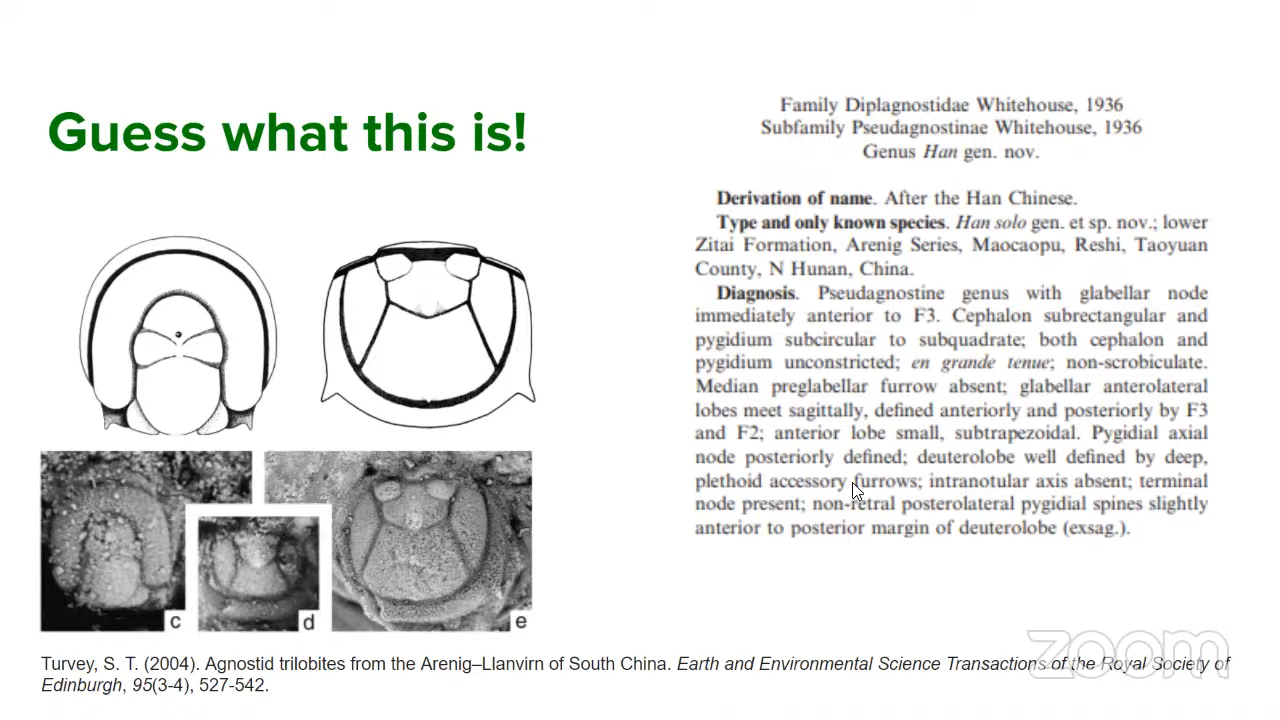 Guess what this is!
Family Diplagnostidae Whitehouse, 1936
Subfamily Pseudagnostinae Whitehouse, 1936
Genus Han gen. nov.
Derivation of name. After the Han Chinese.
Type and only known species. Han solo gen. et sp. nov.; lower
Zitai Formation, Arenig Series, Maocaopu, Reshi, Taoyuan
County, N Hunan, China.
Diagnosis. Pseudagnostine genus with glabellar node
immediately anterior to F3. Cephalon subrectangular and
pygidium subcircular to subquadrate; both cephalon and
pygidium unconstricted; en grande tenue; non-scrobiculate.
Median preglabellar furrow absent; glabellar anterolateral
lobes meet sagittally, defined anteriorly and posteriorly by F3
and F2; anterior lobe small, subtrapezoidal. Pygidial axial
node posteriorly defined; deuterolobe well defined by deep,
plethoid accessory furrows; intranotular axis absent; terminal
node present; non-retral posterolateral pygidial spines slightly
anterior to posterior margin of deuterolobe (exsag.).
c
d
e
zoom
Turvey, S. T. (2004). Agnostid trilobites from the Arenig–Llanvirn of South China. Earth and Environmental Science Transactions of the Royal Society of
Edinburgh, 95(3-4), 527-542.